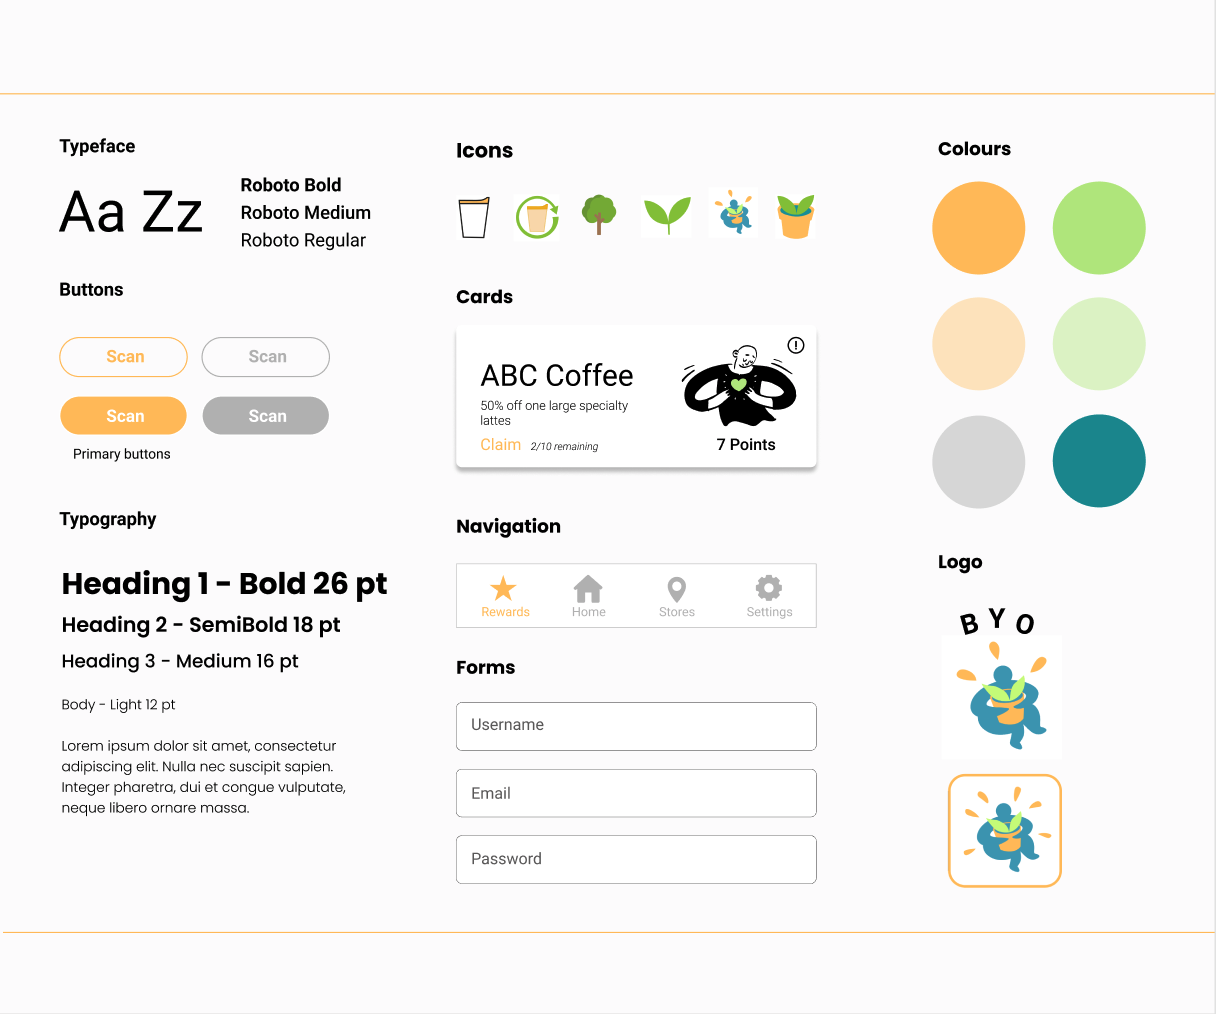 Typeface
Aa Zz
Roboto Bold
Roboto Medium
Roboto Regular
Buttons
Scan
Scan
Scan
Scan
Primary buttons
Typography
Heading 1 - Bold 26 pt
Heading 2 - SemiBold 18 pt
Heading 3 - Medium 16 pt
Body - Light 12 pt
Lorem ipsum dolor sit amet, consectetur
adipiscing elit. Nulla nec suscipit sapien.
Integer pharetra, dui et congue vulputate,
neque libero ornare massa.
Icons
Cards
ABC Coffee
50% off one large specialty
lattes
Claim 2/10 remaining
7 Points
Navigation
Rewards
Home
Stores
Settings
Forms
Username
Email
Password
Colours
Logo
BYO